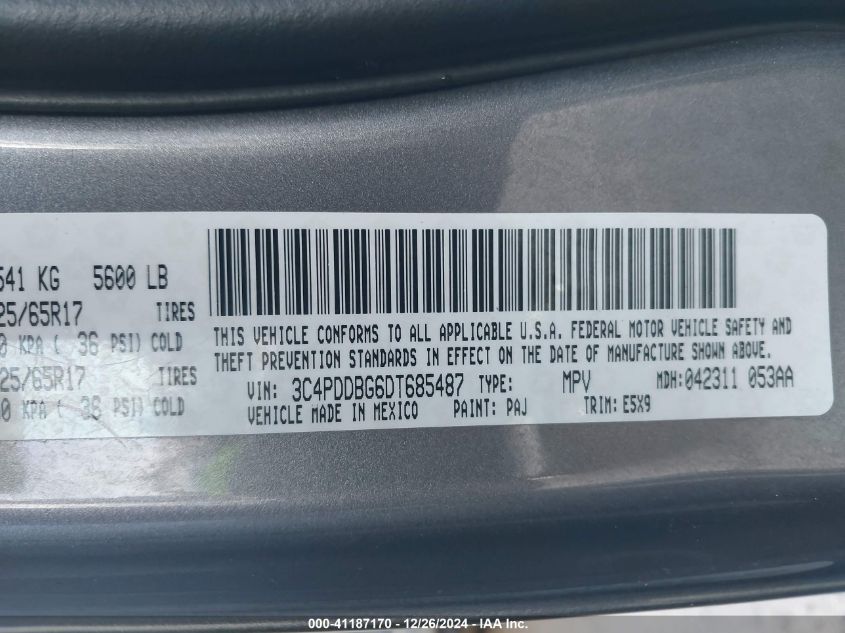 541 KG 5600 LB
25/65R17 TIRES
0 KPA ( 36 PSI) COLD
25/65R17 TIRES
0 KPA ( 36 PSI) COLD
THIS VEHICLE CONFORMS TO ALL APPLICABLE U.S.A. FEDERAL MOTOR VEHICLE SAFETY AND
THEFT PREVENTION STANDARDS IN EFFECT ON THE DATE OF MANUFACTURE SHOWN ABOVE.
VIN: 3C4PDDBG6DT685487 TYPE: MPV MDH:042311 053AA
VEHICLE MADE IN MEXICO PAINT: PAJ TRIM: E5X9
000-41187170 - 12/26/2024 - IAA Inc.